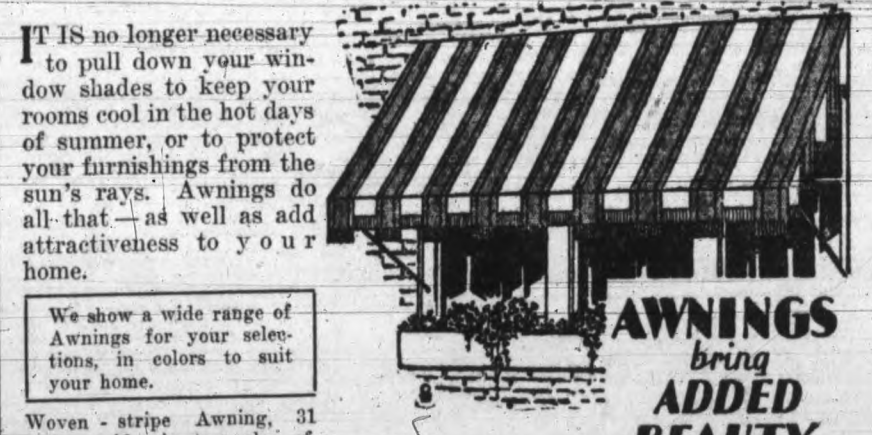 IT IS no longer necessary
to pull down your win-
dow shades to keep your
rooms cool in the hot days
of summer, or to protect
your furnishings from the
sun's rays. Awnings do
all that — as well as add
attractiveness to your
home.
We show a wide range of
Awnings for your selec-
tions, in colors to suit
your home.
Woven - stripe Awning, 31
AWNINGS
bring
ADDED
BEAUTY